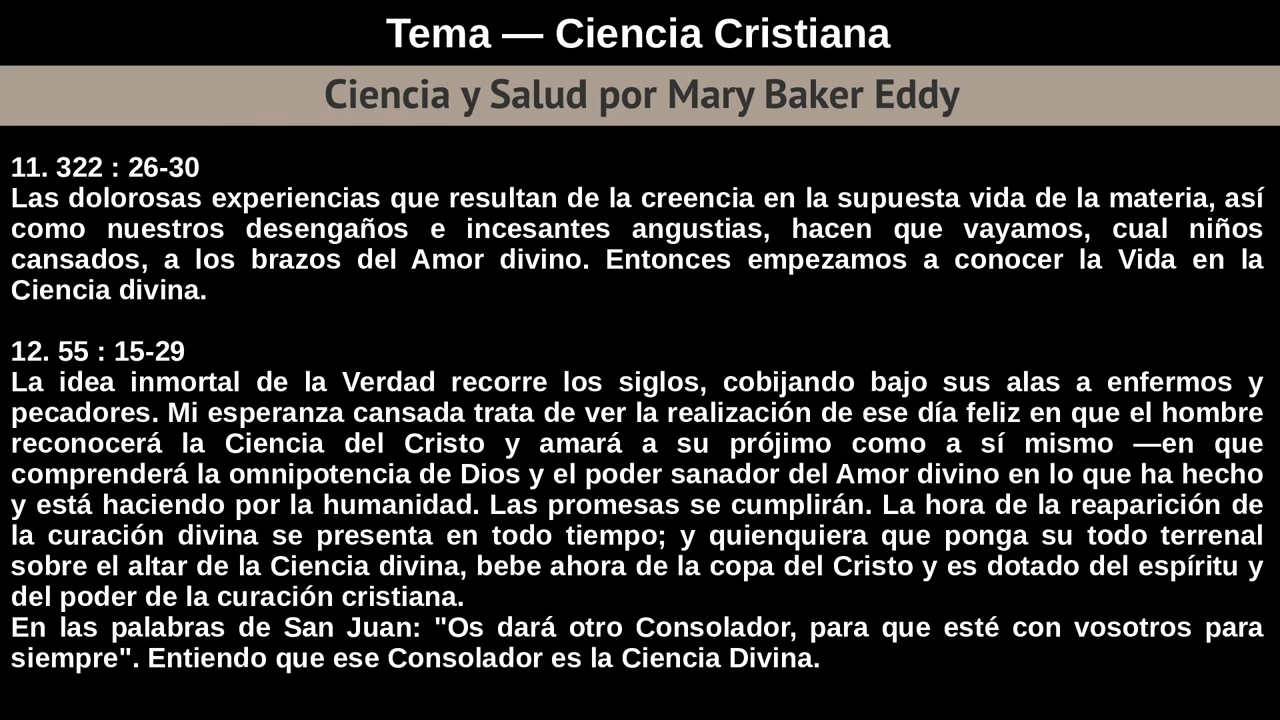 Tema — Ciencia Cristiana
Ciencia y Salud por Mary Baker Eddy
11. 322 : 26-30
Las dolorosas experiencias que resultan de la creencia en la supuesta vida de la materia, así
como nuestros desengaños e incesantes angustias, hacen que vayamos, cual niños
cansados, a los brazos del Amor divino. Entonces empezamos a conocer la Vida en la
Ciencia divina.
12. 55 : 15-29
La idea inmortal de la Verdad recorre los siglos, cobijando bajo sus alas a enfermos y
pecadores. Mi esperanza cansada trata de ver la realización de ese día feliz en que el hombre
reconocerá la Ciencia del Cristo y amará a su prójimo como a sí mismo —en que
comprenderá la omnipotencia de Dios y el poder sanador del Amor divino en lo que ha hecho
y está haciendo por la humanidad. Las promesas se cumplirán. La hora de la reaparición de
la curación divina se presenta en todo tiempo; y quienquiera que ponga su todo terrenal
sobre el altar de la Ciencia divina, bebe ahora de la copa del Cristo y es dotado del espíritu y
del poder de la curación cristiana.
En las palabras de San Juan: "Os dará otro Consolador, para que esté con vosotros para
siempre". Entiendo que ese Consolador es la Ciencia Divina.